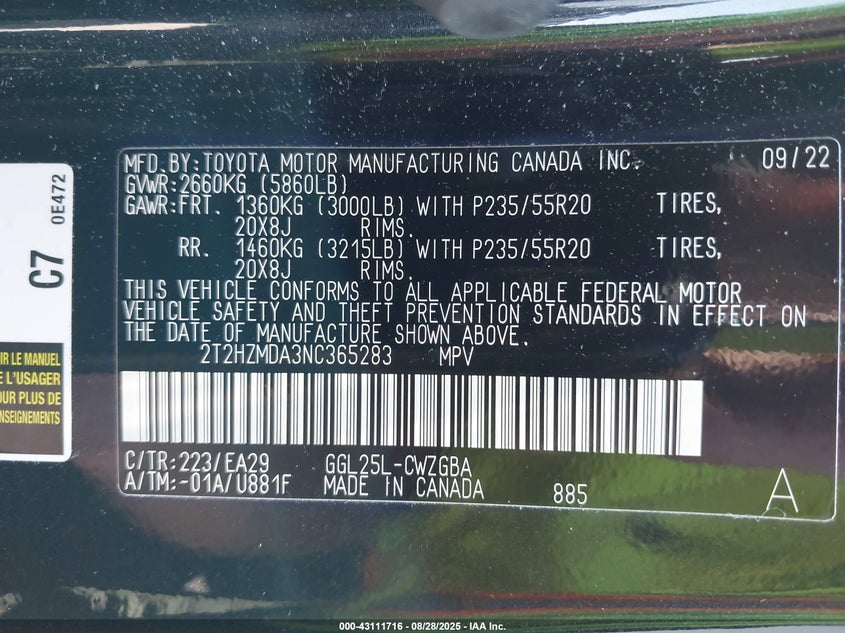 MFD.BY:TOYOTA MOTOR MANUFACTURING CANADA INC. 09/22
GVWR:2660KG (5860LB)
GAWR:FRT. 1360KG (3000LB) WITH P235/55R20 TIRES,
20X8J RIMS.
RR. 1460KG (3215LB) WITH P235/55R20 TIRES,
20X8J RIMS.
THIS VEHICLE CONFORMS TO ALL APPLICABLE FEDERAL MOTOR
VEHICLE SAFETY AND THEFT PREVENTION STANDARDS IN EFFECT ON
THE DATE OF MANUFACTURE SHOWN ABOVE.
2T2HZMDA3NC365283 MPV
C/TR:223/EA29 GGL25L-CWZGBA
A/TM:-01A/U881F MADE IN CANADA 885 A
C7 0E472
IR LE MANUEL
E L'USAGER
OUR PLUS DE
NSEIGNEMENTS
000-43111716 - 08/28/2025 - IAA Inc.